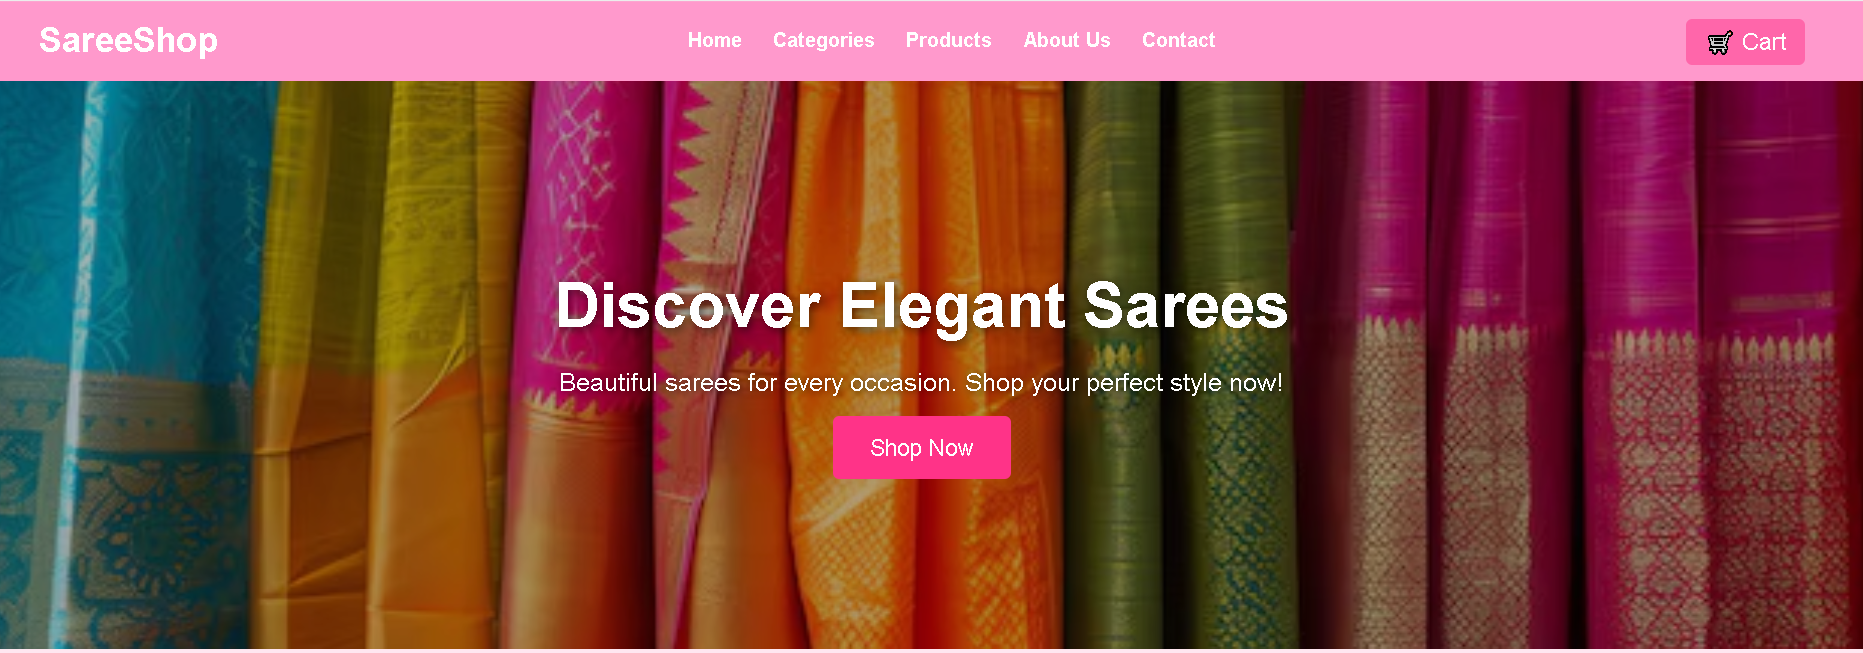 SareeShop
Home Categories Products About Us Contact
Cart
Discover Elegant Sarees
Beautiful sarees for every occasion. Shop your perfect style now!
Shop Now